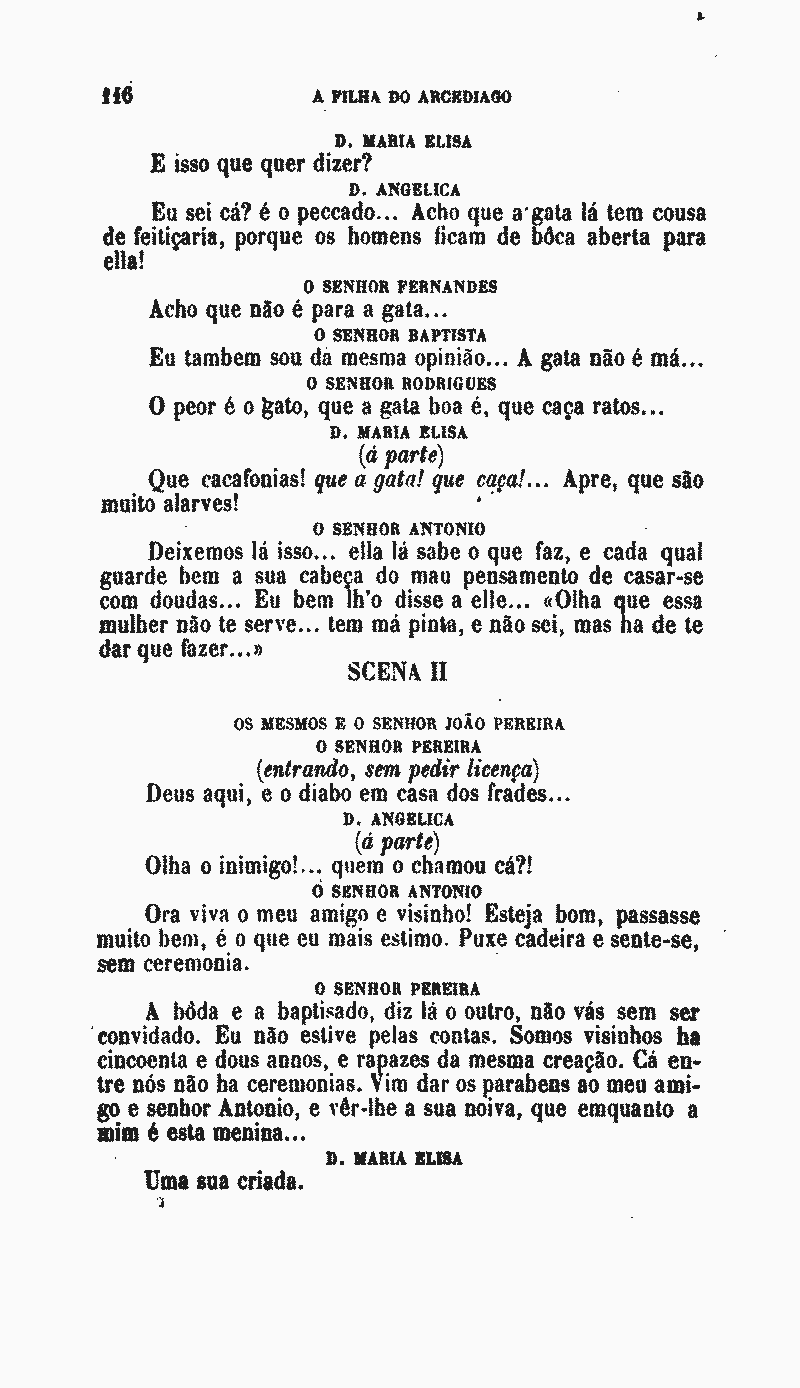 116 A FILHA DO ARCEDIAGO
D. MARIA ELISA
E isso que quer dizer?
D. ANGELICA
Eu sei cá? é o peccado... Acho que a gata lá tem cousa
de feitiçaria, porque os homens ficam de bôca aberta para
ella!
O SENHOR FERNANDES
Acho que não é para a gata...
O SENHOR BAPTISTA
Eu tambem sou da mesma opinião... A gata não é má...
O SENHOR RODRIGUES
O peor é o gato, que a gata boa é, que caça ratos...
D. MARIA ELISA
(á parte)
Que cacafonias! que a gata! que caça!... Apre, que são
muito alarves!
O SENHOR ANTONIO
Deixemos lá isso... ella lá sabe o que faz, e cada qual
guarde bem a sua cabeça do mau pensamento de casar-se
com doudas... Eu bem lh'o disse a elle... «Olha que essa
mulher não te serve... tem má pinta, e não sei, mas ha de te
dar que fazer...»
SCENA II
OS MESMOS E O SENHOR JOÃO PEREIRA
O SENHOR PEREIRA
(entrando, sem pedir licença)
Deus aqui, e o diabo em casa dos frades...
D. ANGELICA
(á parte)
Olha o inimigo!... quem o chamou cá?!
O SENHOR ANTONIO
Ora viva o meu amigo e visinho! Esteja bom, passasse
muito bem, é o que eu mais estimo. Puxe cadeira e sente-se,
sem ceremonia.
O SENHOR PEREIRA
A bôda e a baptisado, diz lá o outro, não vás sem ser
convidado. Eu não estive pelas contas. Somos visinhos ha
cincoenta e dous annos, e rapazes da mesma creação. Cá en-
tre nós não ha ceremonias. Vim dar os parabens ao meu ami-
go e senhor Antonio, e vêr-lhe a sua noiva, que emquanto a
mim é esta menina...
D. MARIA ELISA
Uma sua criada.